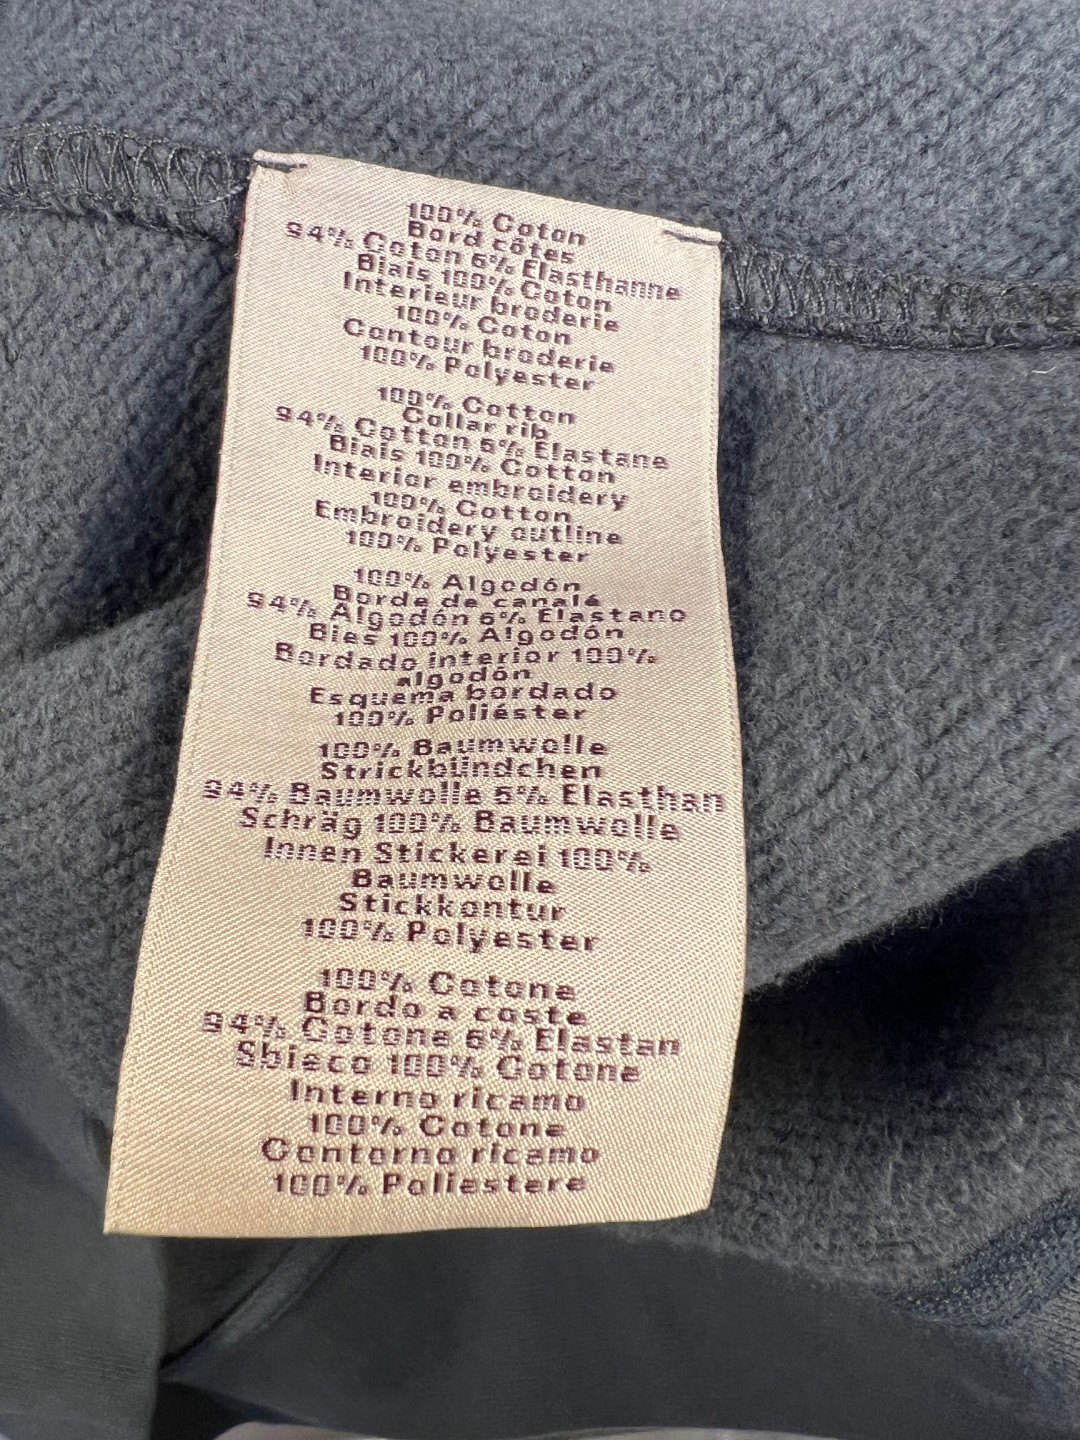 100% Coton
Bord côtes
94% Coton 6% Elasthanne
Biais 100% Coton
Interieur broderie
100% Coton
Contour broderie
100% Polyester
100% Cotton
Collar rib
94% Cotton 6% Elastane
Biais 100% Cotton
Interior embroidery
100% Cotton
Embroidery outline
100% Polyester
100% Algodón
Borde de canalé
94% Algodón 6% Elastano
Bies 100% Algodón
Bordado interior 100%
algodón
Esquema bordado
100% Poliéster
100% Baumwolle
Strickbündchen
94% Baumwolle 6% Elasthan
Schräg 100% Baumwolle
Innen Stickerei 100%
Baumwolle
Stickkontur
100% Polyester
100% Cotone
Bordo a coste
94% Cotone 6% Elastan
Sbieco 100% Cotone
Interno ricamo
100% Cotone
Contorno ricamo
100% Poliestere